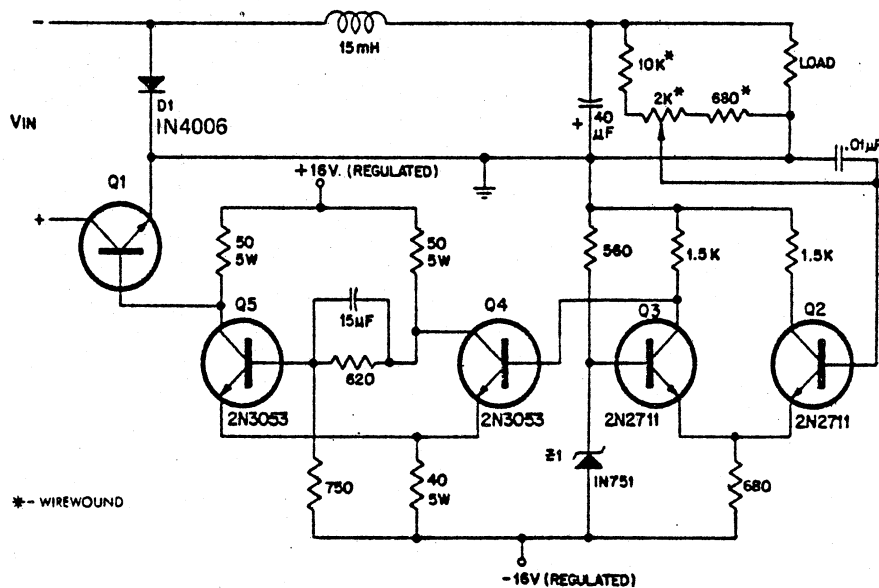 -
15mH
10K*
LOAD
2K*
680*
VIN
D1
IN4006
+
40
µF
.01µF
Q1
+16V. (REGULATED)
+
50
5W
50
5W
560
1.5K
1.5K
Q5
15µF
Q4
Q3
Q2
620
2N3053
2N3053
2N2711
2N2711
Z1
IN751
750
40
5W
680
*- WIREWOUND
-16V (REGULATED)